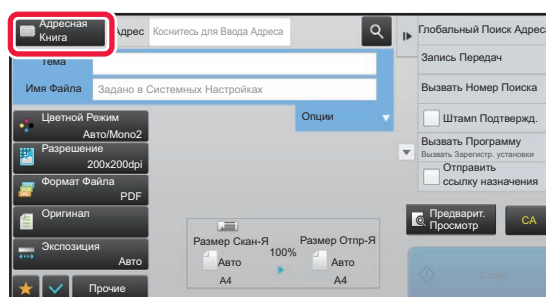 Адресная
Книга
Адрес
Коснитесь для Ввода Адреса
Глобальный Поиск Адреса
Тема
Запись Передач
Имя Файла
Задано в Системных Настройках
Вызвать Номер Поиска
Цветной Режим
Авто/Mono2
Опции
Штамп Подтвержд.
Разрешение
200x200dpi
Вызвать Программу
Вызвать Зарегистр. установки
Формат Файла
PDF
Отправить
ссылку назначения
Оригинал
Предварит.
Просмотр
CA
Экспозиция
Авто
Размер Скан-Я
100%
Размер Отпр-Я
Авто
A4
Авто
A4
Прочие
Старт